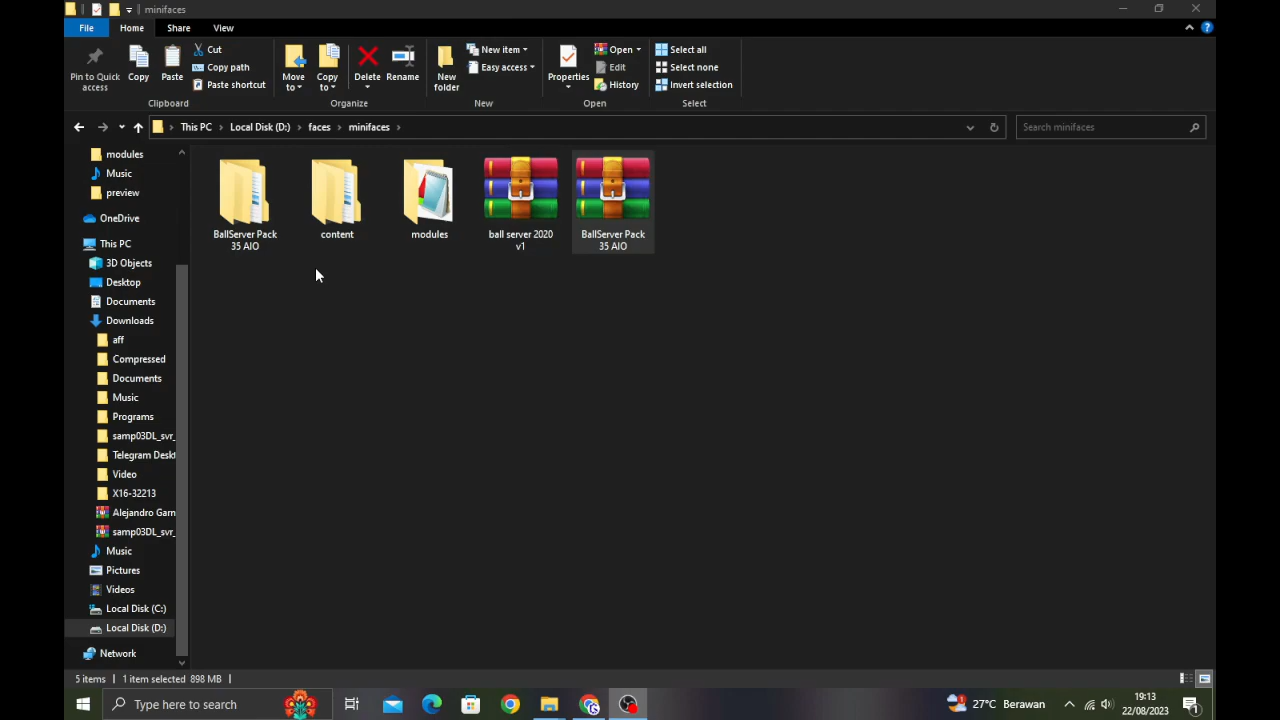 minifaces
File
Home
Share
View
Pin to Quick
access
Copy
Paste
Cut
Copy path
Paste shortcut
Move
to
Copy
to
Delete
Rename
New
folder
New item
Easy access
Properties
Open
Edit
History
Select all
Select none
Invert selection
Clipboard
Organize
New
Open
Select
This PC
Local Disk (D:)
faces
minifaces
Search minifaces
modules
Music
preview
OneDrive
This PC
3D Objects
Desktop
Documents
Downloads
aff
Compressed
Documents
Music
Programs
samp03DL_svr_
Telegram Deskt
Video
X16-32213
Alejandro Gam
samp03DL_svr_
Music
Pictures
Videos
Local Disk (C:)
Local Disk (D:)
Network
BallServer Pack
35 AIO
content
modules
ball server 2020
v1
BallServer Pack
35 AIO
5 items
1 item selected 898 MB
Type here to search
27°C Berawan
19:13
22/08/2023